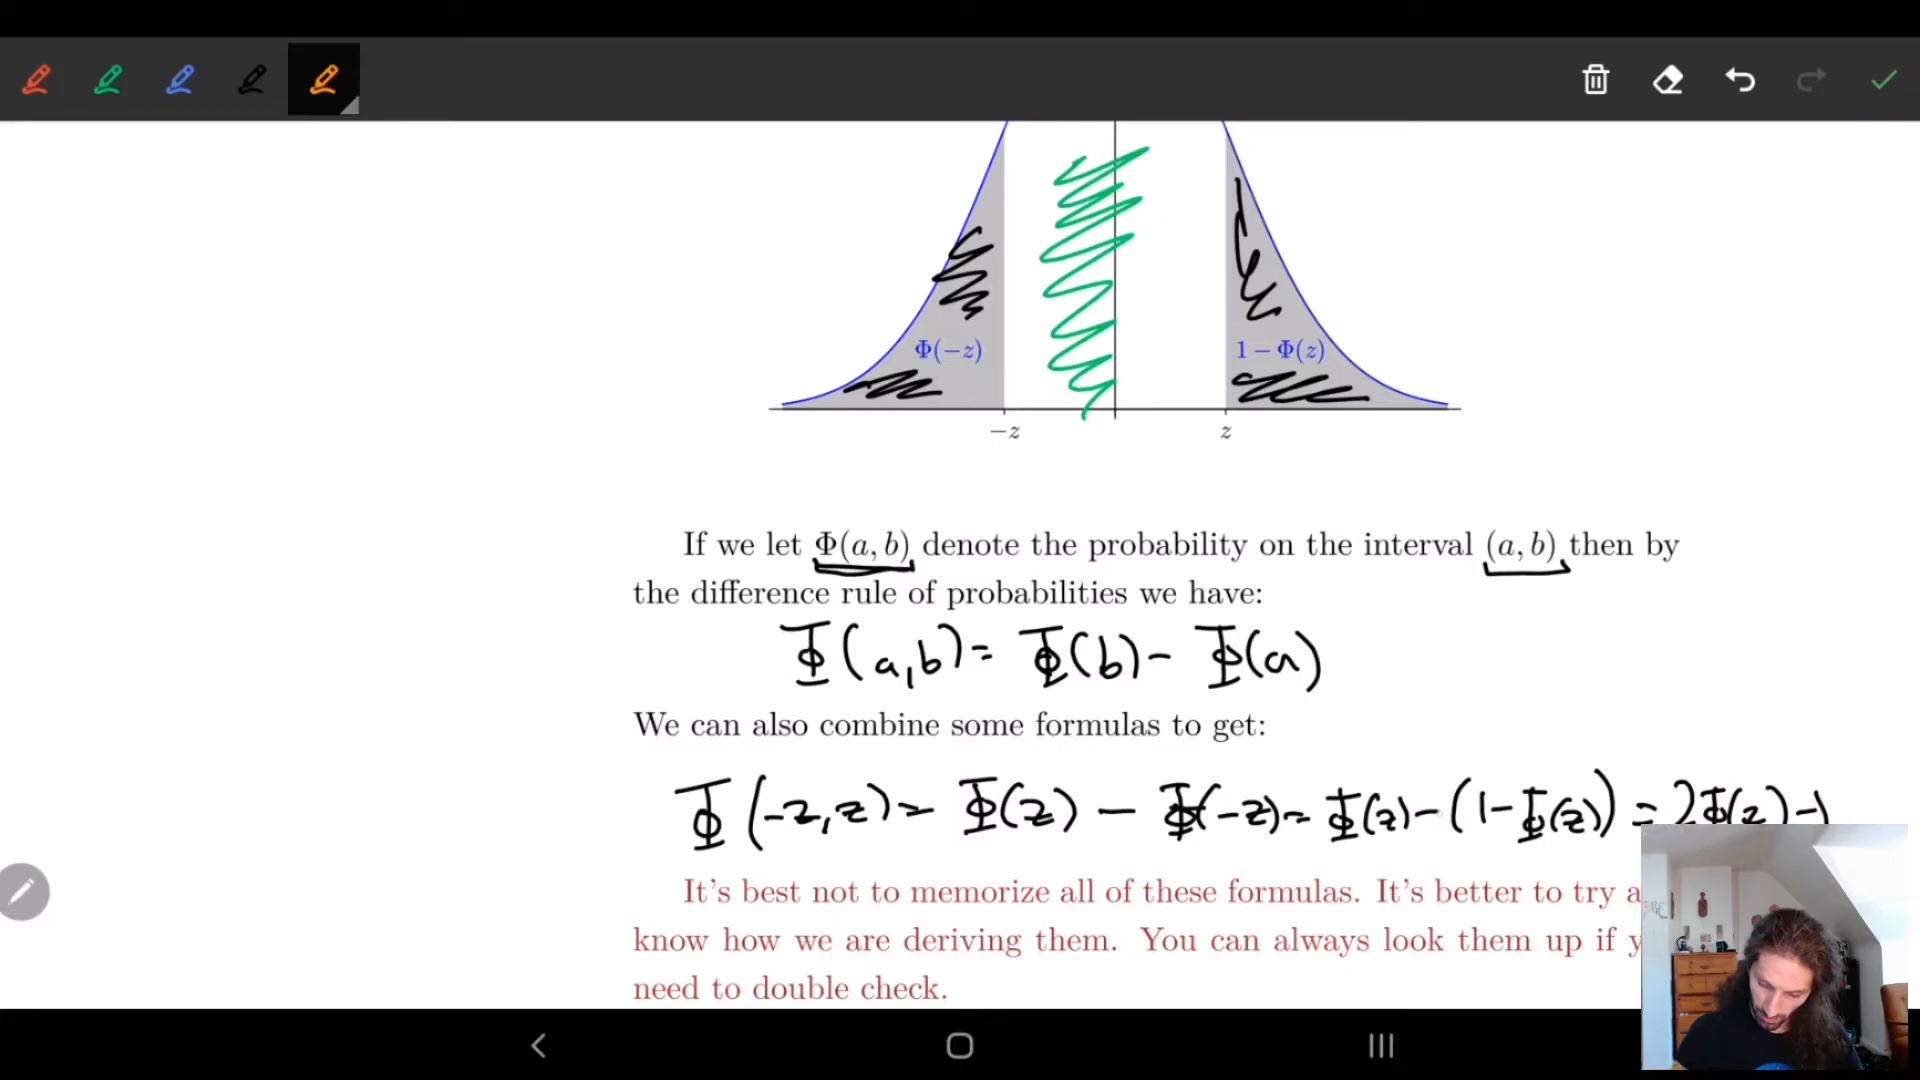 Φ(−z)
1 − Φ(z)
−z
z
If we let Φ(a, b) denote the probability on the interval (a, b) then by
the difference rule of probabilities we have:
Φ(a,b) = Φ(b) − Φ(a)
We can also combine some formulas to get:
Φ(−z,z) = Φ(z) − Φ(−z) = Φ(z) − (1−Φ(z)) = 2Φ(z) −1
It's best not to memorize all of these formulas. It's better to try a
know how we are deriving them. You can always look them up if y
need to double check.